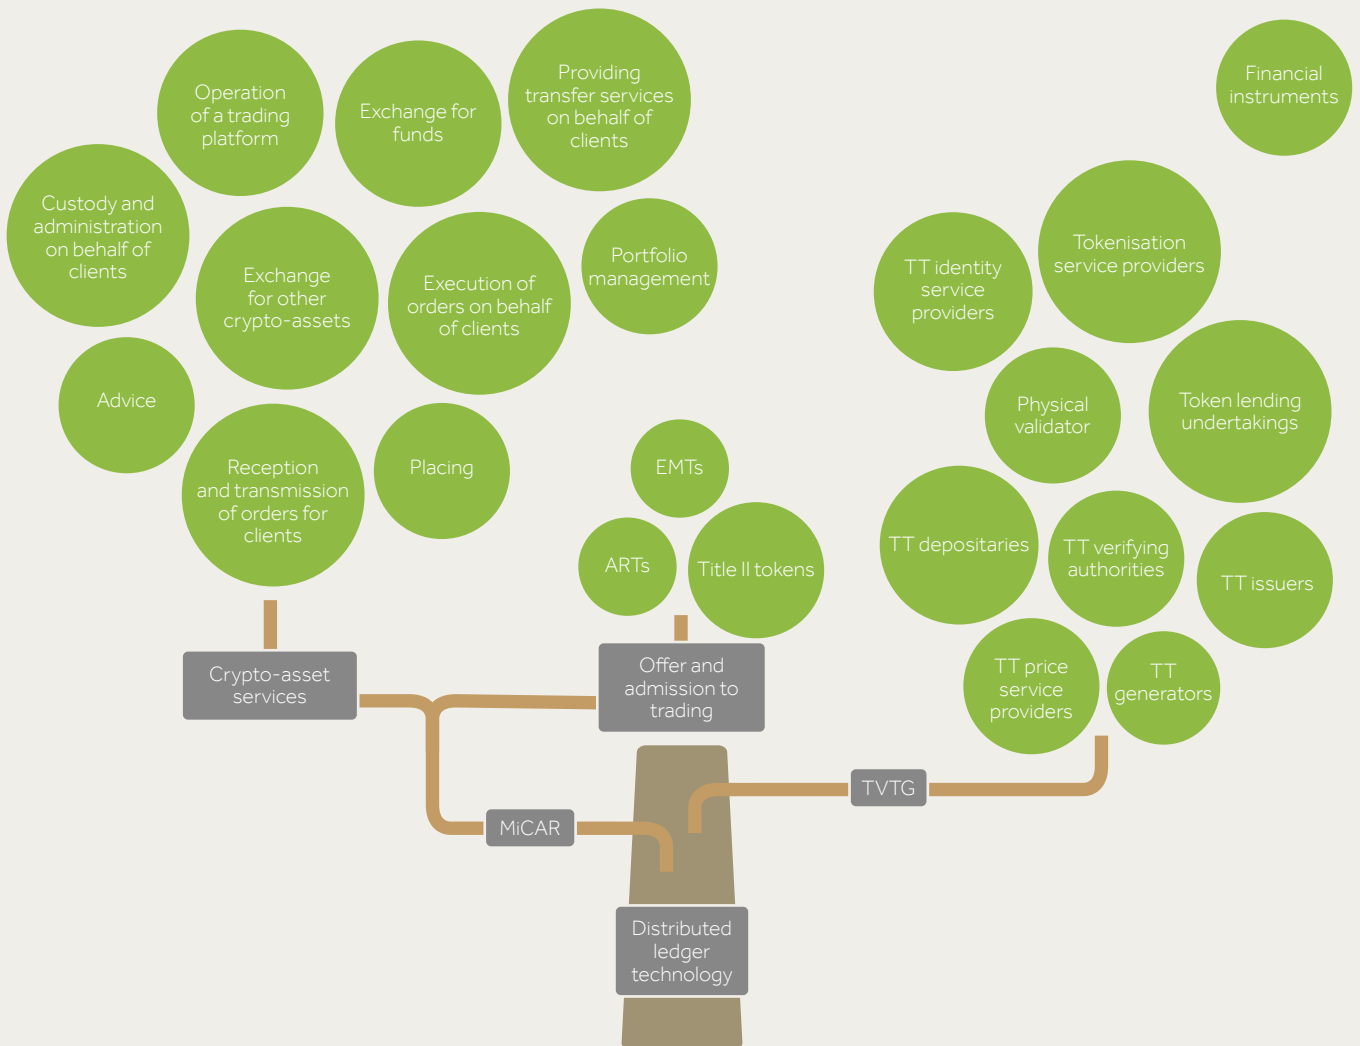 Operation
of a trading
platform
Exchange for
funds
Providing
transfer services
on behalf of
clients
Financial
instruments
Custody and
administration
on behalf of
clients
Exchange
for other
crypto-assets
Execution of
orders on behalf
of clients
Portfolio
management
TT identity
service
providers
Tokenisation
service providers
Advice
Reception
and transmission
of orders for
clients
Placing
EMTs
ARTs
Title II tokens
Physical
validator
Token lending
undertakings
TT depositaries
TT verifying
authorities
TT issuers
TT price
service
providers
TT
generators
Crypto-asset
services
Offer and
admission to
trading
TVTG
MiCAR
Distributed
ledger
technology